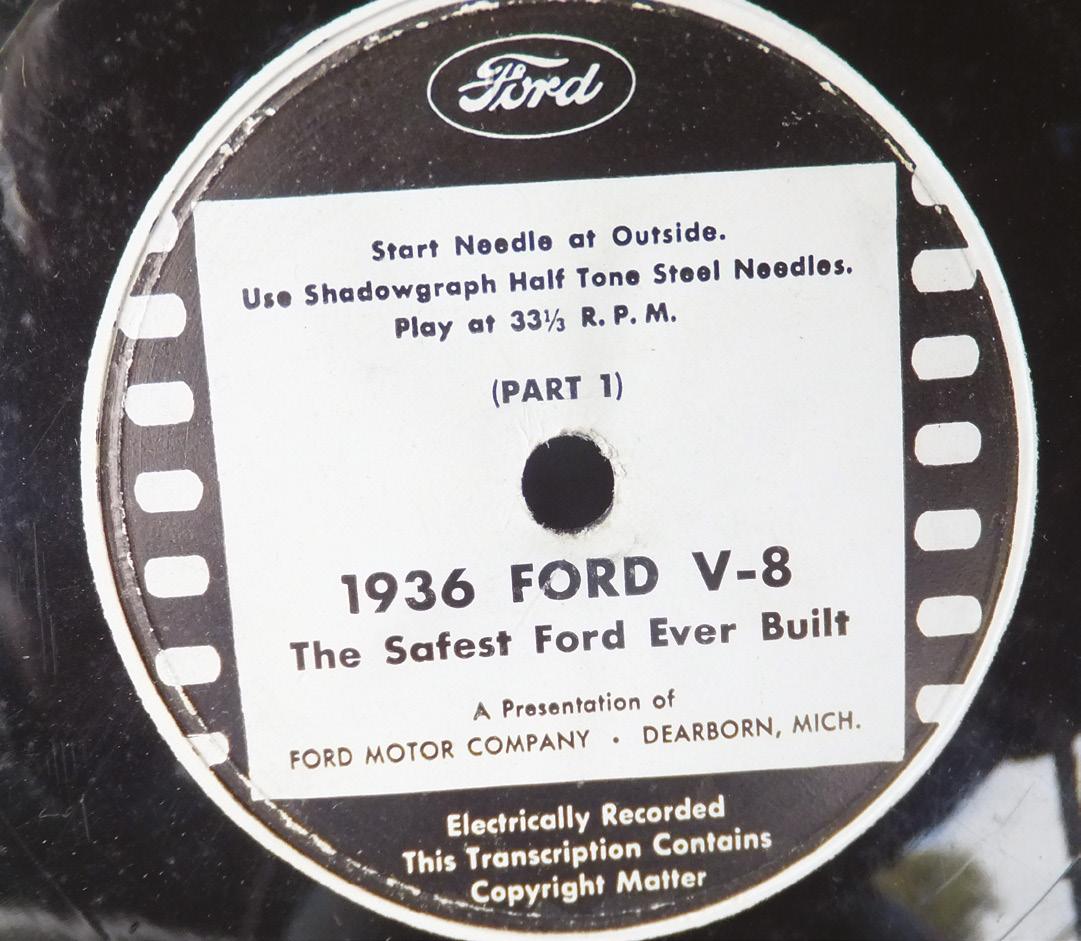 Ford
Start Needle at Outside.
Use Shadowgraph Half Tone Steel Needles.
Play at 33⅓ R. P. M.
(PART 1)
1936 FORD V-8
The Safest Ford Ever Built
A Presentation of
FORD MOTOR COMPANY · DEARBORN, MICH.
Electrically Recorded
This Transcription Contains
Copyright Matter